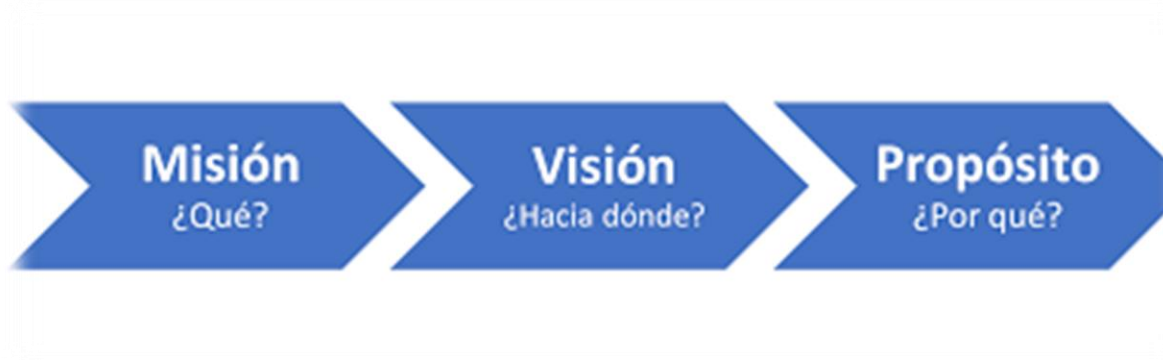 Misión
¿Qué?
Visión
¿Hacia dónde?
Propósito
¿Por qué?